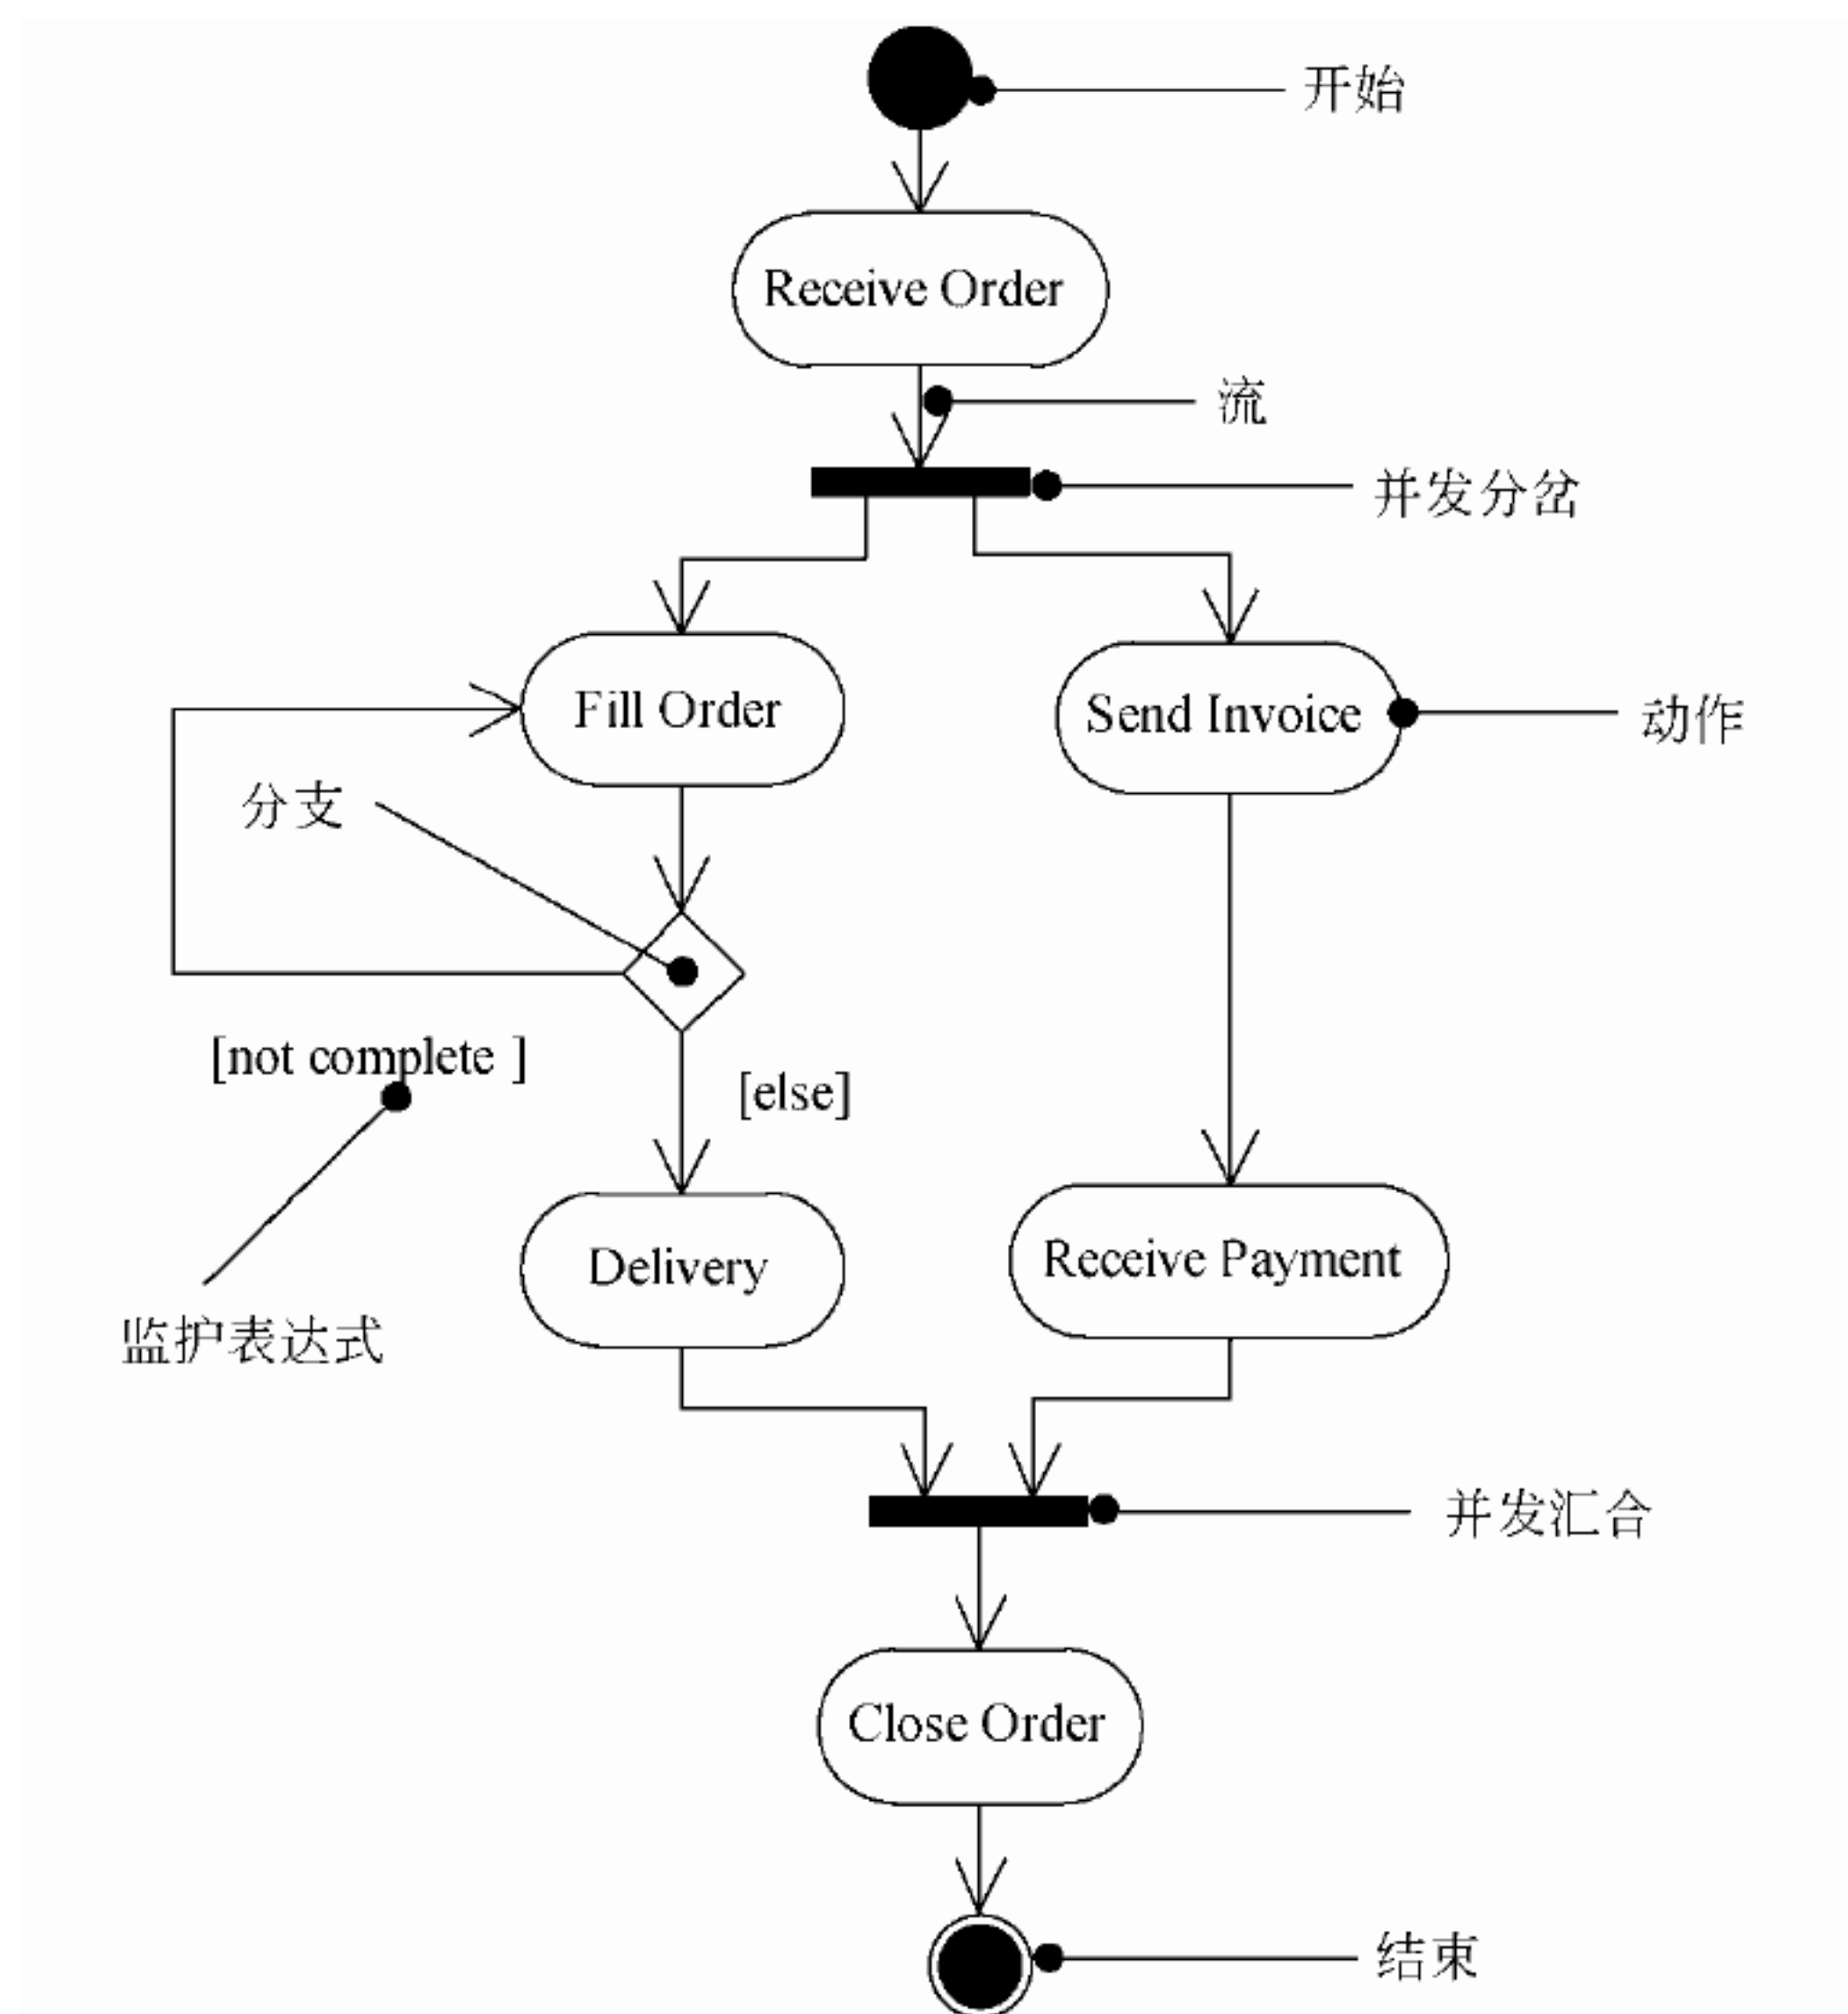 开始
Receive Order
流
并发分岔
Fill Order
Send Invoice
动作
分支
[not complete ]
[else]
Delivery
Receive Payment
监护表达式
并发汇合
Close Order
结束